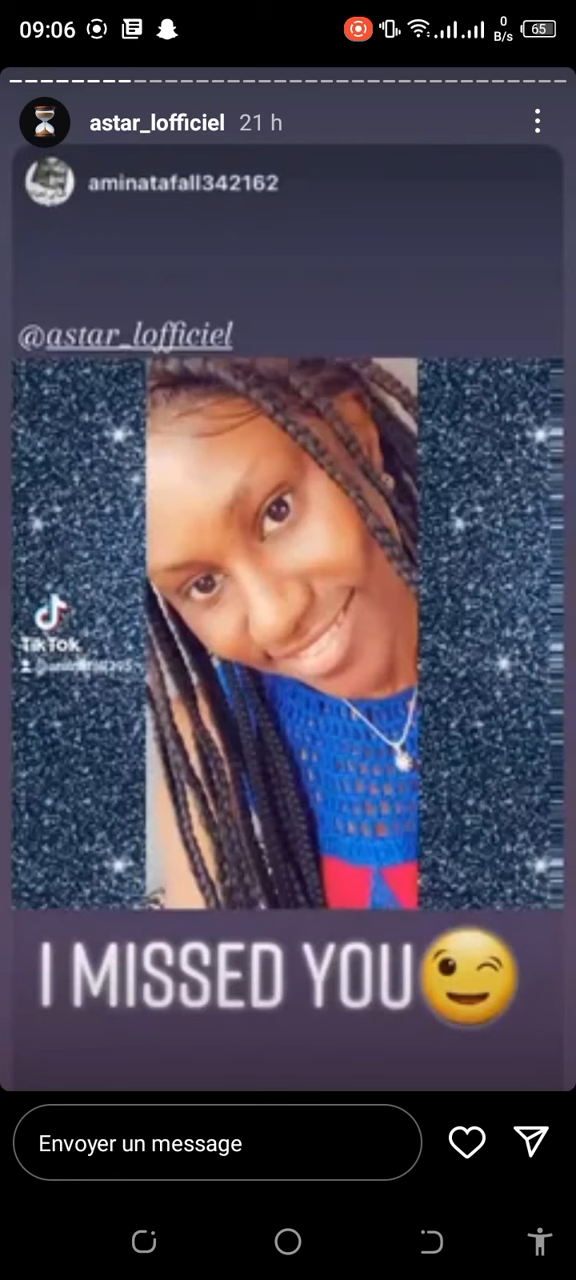 09:06
0
B/s
65
astar_lofficiel 21 h
aminatafall342162
@astar_lofficiel
TikTok
I MISSED YOU
Envoyer un message